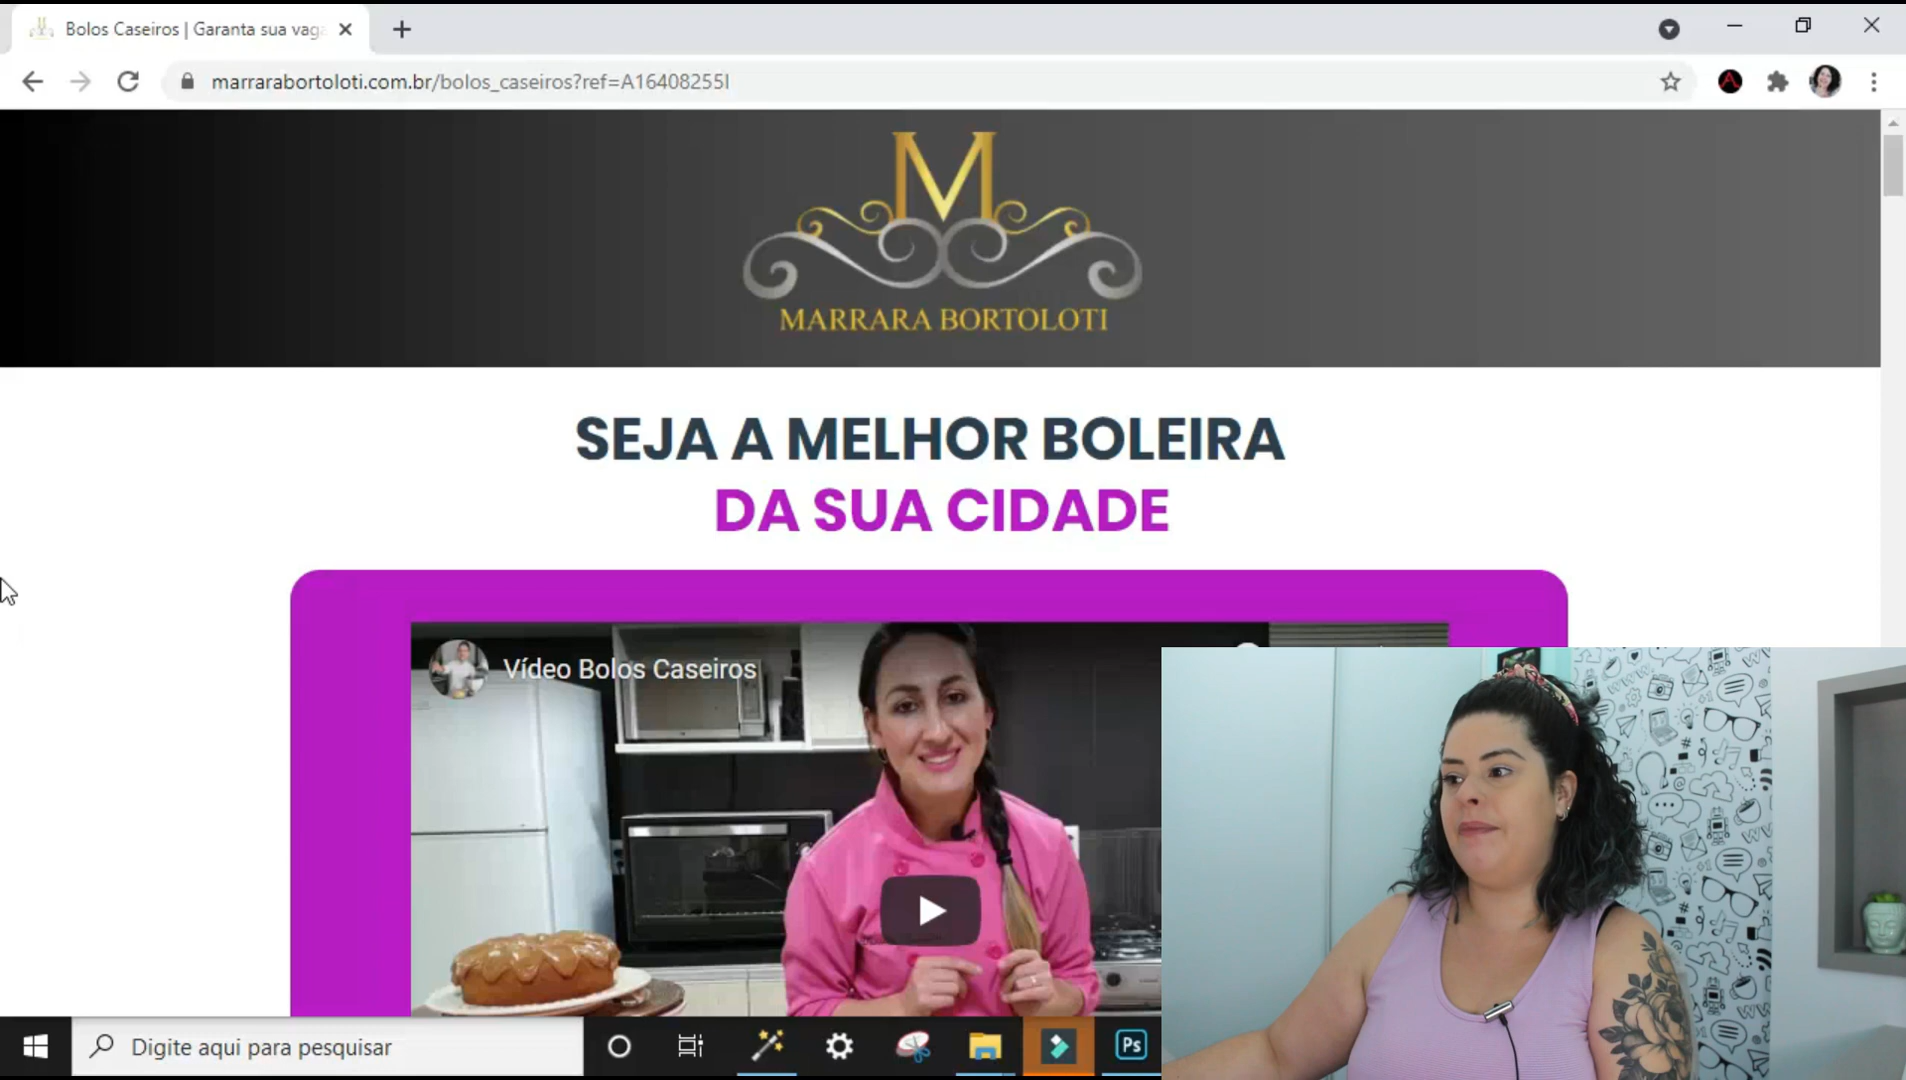 Bolos Caseiros | Garanta sua vaga
marrarabortoloti.com.br/bolos_caseiros?ref=A16408255I
M
MARRARA BORTOLOTI
SEJA A MELHOR BOLEIRA
DA SUA CIDADE
Vídeo Bolos Caseiros
Digite aqui para pesquisar
Ps